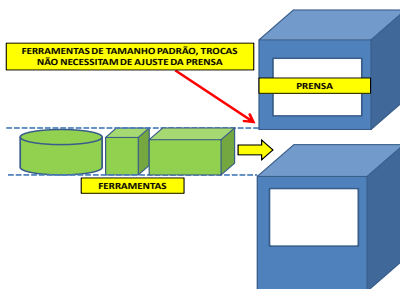 FERRAMENTAS DE TAMANHO PADRÃO, TROCAS
NÃO NECESSITAM DE AJUSTE DA PRENSA
PRENSA
FERRAMENTAS